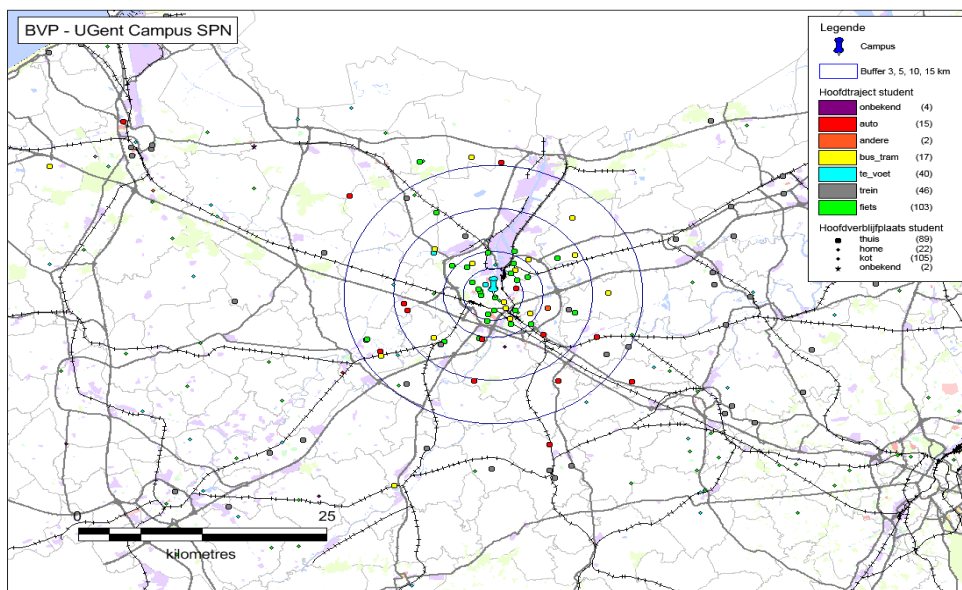 BVP - UGent Campus SPN
Legende
Campus
Buffer 3, 5, 10, 15 km
Hoofdtraject student
onbekend (4)
auto (15)
andere (2)
bus_tram (17)
te_voet (40)
trein (46)
fiets (103)
Hoofdverblijfplaats student
thuis (89)
home (22)
kot (105)
onbekend (2)
0 25
kilometres